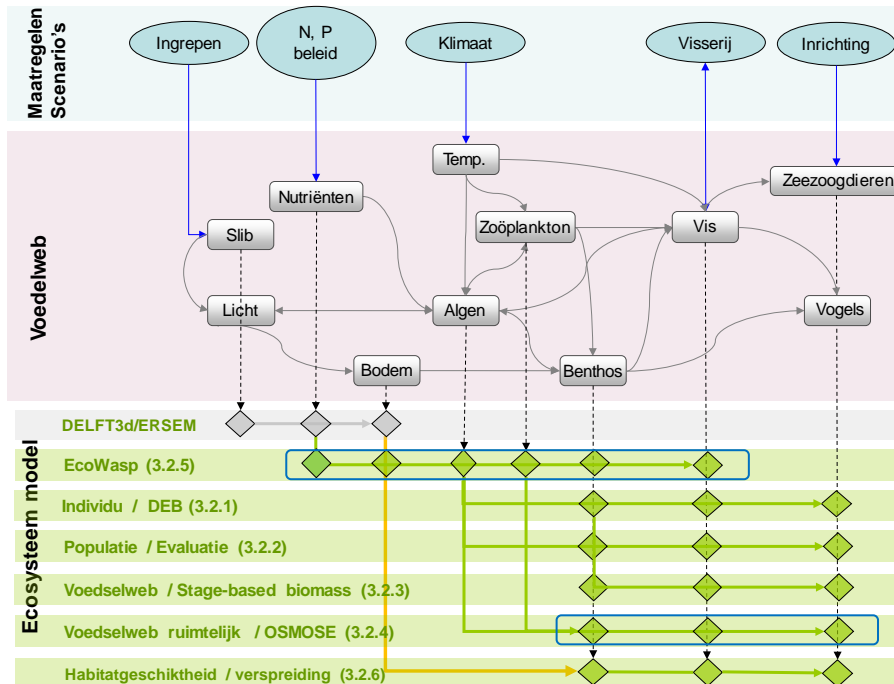 Maatregelen
Scenario's
Ingrepen
N, P
beleid
Klimaat
Visserij
Inrichting
Voedelweb
Temp.
Nutriënten
Zeezoogdieren
Slib
Zoöplankton
Vis
Licht
Algen
Vogels
Bodem
Benthos
Ecosysteem model
DELFT3d/ERSEM
EcoWasp (3.2.5)
Individu / DEB (3.2.1)
Populatie / Evaluatie (3.2.2)
Voedselweb / Stage-based biomass (3.2.3)
Voedselweb ruimtelijk / OSMOSE (3.2.4)
Habitatgeschiktheid / verspreiding (3.2.6)